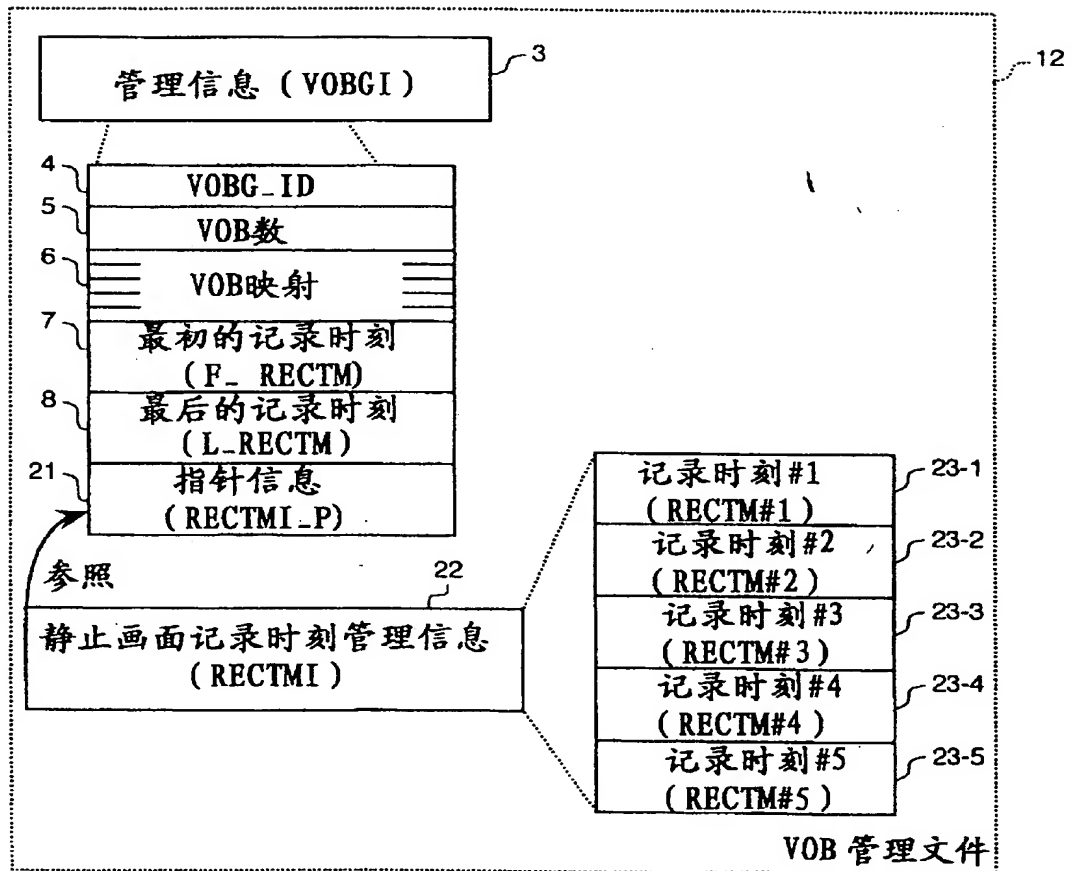 管理信息（VOBGI）
3
12
4
VOBG_ID
5
VOB数
6
VOB映射
7
最初的记录时刻
（F_ RECTM）
8
最后的记录时刻
（L_RECTM）
21
指针信息
（RECTMI_P）
参照
22
静止画面记录时刻管理信息
（RECTMI）
记录时刻#1
（RECTM#1）
23-1
记录时刻#2
（RECTM#2）
23-2
记录时刻#3
（RECTM#3）
23-3
记录时刻#4
（RECTM#4）
23-4
记录时刻#5
（RECTM#5）
23-5
VOB 管理文件